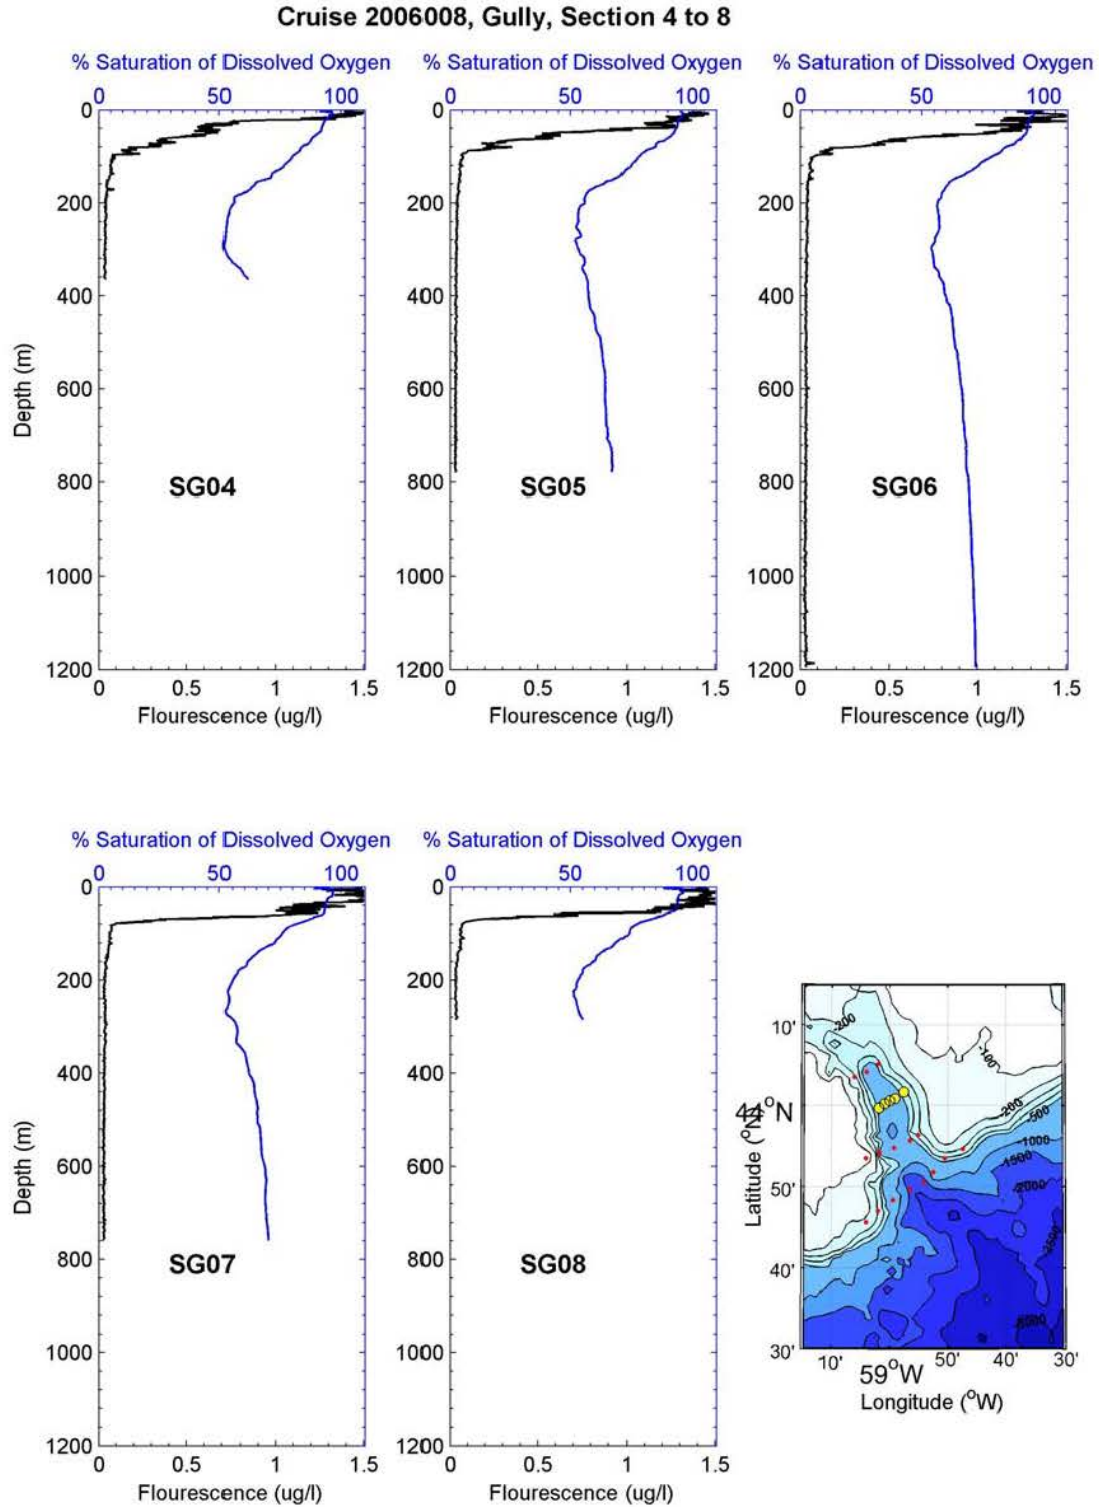 Cruise 2006008, Gully, Section 4 to 8
% Saturation of Dissolved Oxygen
0 50 100
0
200
400
600
800
1000
1200
Depth (m)
SG04
0 0.5 1 1.5
Flourescence (ug/l)
% Saturation of Dissolved Oxygen
0 50 100
0
200
400
600
800
1000
1200
SG05
0 0.5 1 1.5
Flourescence (ug/l)
% Saturation of Dissolved Oxygen
0 50 100
0
200
400
600
800
1000
1200
SG06
0 0.5 1 1.5
Flourescence (ug/l)
% Saturation of Dissolved Oxygen
0 50 100
0
200
400
600
800
1000
1200
Depth (m)
SG07
0 0.5 1 1.5
Flourescence (ug/l)
% Saturation of Dissolved Oxygen
0 50 100
0
200
400
600
800
1000
1200
SG08
0 0.5 1 1.5
Flourescence (ug/l)
10'
44°N
50'
40'
30'
Latitude (°N)
-200
-100
-200
-500
-1000
-1500
-2000
10' 59°W 50' 40' 30'
Longitude (°W)